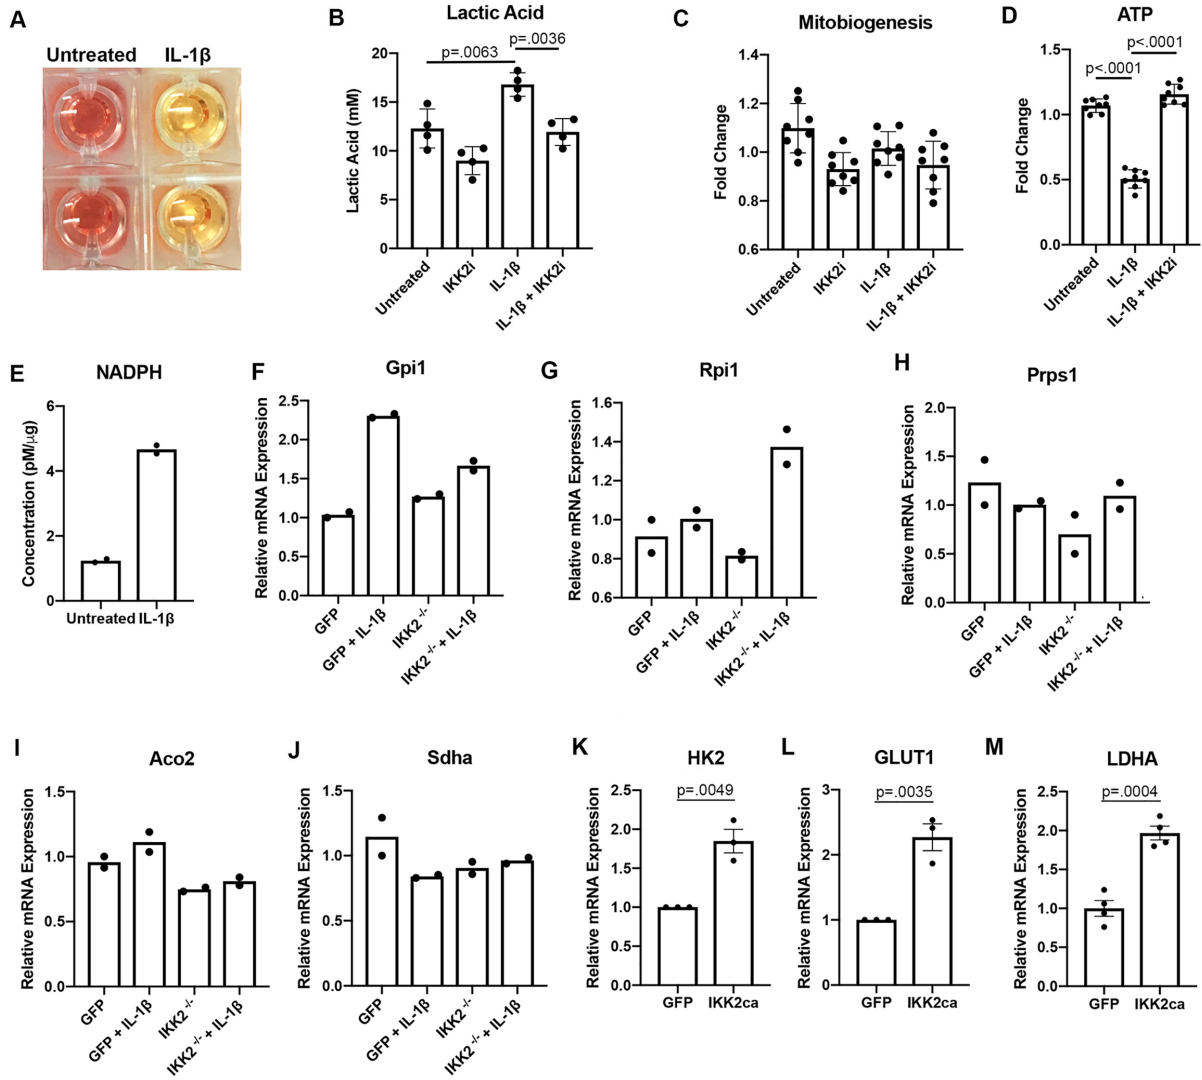 A
Untreated IL-1β
B
Lactic Acid
p=.0063
p=.0036
Lactic Acid (mM)
20
15
10
5
0
Untreated
IKK2i
IL-1β
IL-1β + IKK2i
C
Mitobiogenesis
Fold Change
1.4
1.2
1.0
0.8
0.6
Untreated
IKK2i
IL-1β
IL-1β + IKK2i
D
ATP
p<.0001
p<.0001
Fold Change
1.5
1.0
0.5
0.0
Untreated
IL-1β
IL-1β + IKK2i
E
NADPH
Concentration (pM/μg)
6
4
2
0
Untreated IL-1β
F
Gpi1
Relative mRNA Expression
2.5
2.0
1.5
1.0
0.5
0.0
GFP
GFP + IL-1β
IKK2 -/-
IKK2 -/- + IL-1β
G
Rpi1
Relative mRNA Expression
1.6
1.4
1.2
1.0
0.8
0.6
GFP
GFP + IL-1β
IKK2 -/-
IKK2 -/- + IL-1β
H
Prps1
Relative mRNA Expression
2.0
1.5
1.0
0.5
0.0
GFP
GFP + IL-1β
IKK2 -/-
IKK2 -/- + IL-1β
I
Aco2
Relative mRNA Expression
1.5
1.0
0.5
0.0
GFP
GFP + IL-1β
IKK2 -/-
IKK2 -/- + IL-1β
J
Sdha
Relative mRNA Expression
1.5
1.0
0.5
0.0
GFP
GFP + IL-1β
IKK2 -/-
IKK2 -/- + IL-1β
K
HK2
p=.0049
Relative mRNA Expression
2.5
2.0
1.5
1.0
0.5
0.0
GFP IKK2ca
L
GLUT1
p=.0035
Relative mRNA Expression
3
2
1
0
GFP IKK2ca
M
LDHA
p=.0004
Relative mRNA Expression
2.5
2.0
1.5
1.0
0.5
0.0
GFP IKK2ca